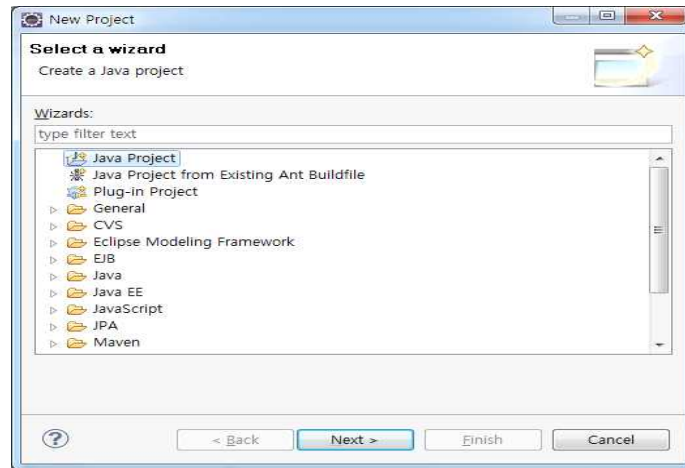 New Project
Select a wizard
Create a Java project
Wizards:
type filter text
Java Project
Java Project from Existing Ant Buildfile
Plug-in Project
General
CVS
Eclipse Modeling Framework
EJB
Java
Java EE
JavaScript
JPA
Maven
? < Back Next > Finish Cancel